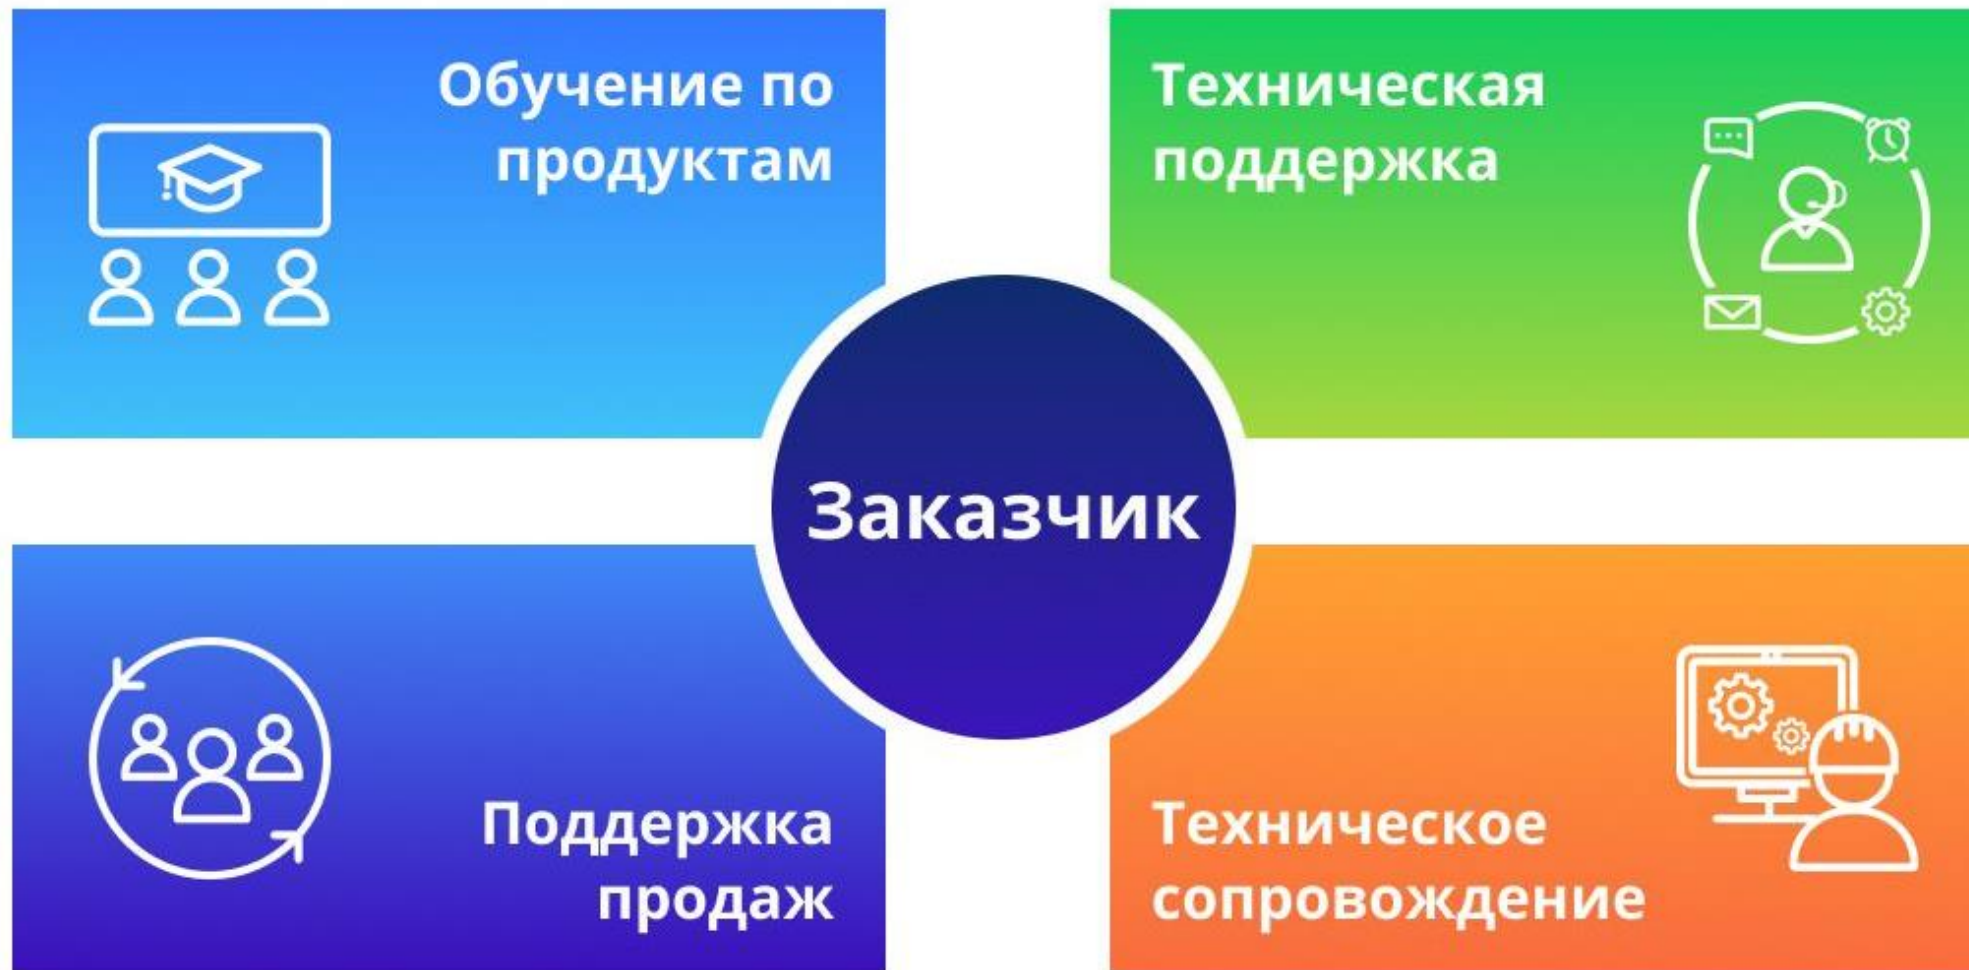 Обучение по
продуктам
Техническая
поддержка
Заказчик
Поддержка
продаж
Техническое
сопровождение